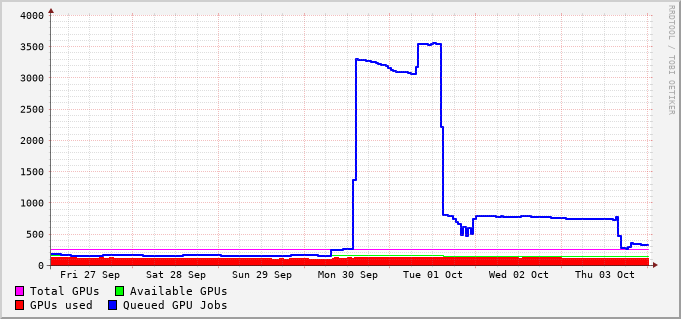 4000
3500
3000
2500
2000
1500
1000
500
0
Fri 27 Sep Sat 28 Sep Sun 29 Sep Mon 30 Sep Tue 01 Oct Wed 02 Oct Thu 03 Oct
Total GPUs Available GPUs
GPUs used Queued GPU Jobs
RRDTOOL / TOBI OETIKER